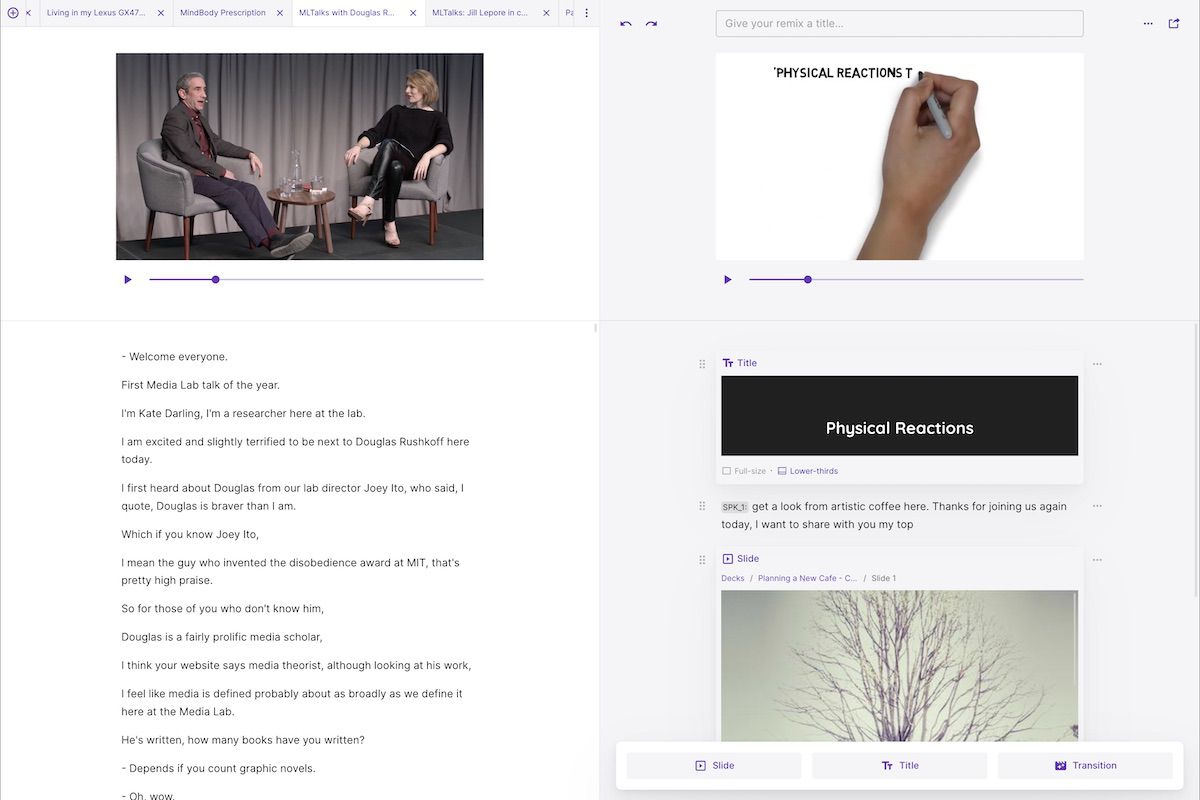 Living in my Lexus GX47...
MindBody Prescription
MLTalks with Douglas R...
MLTalks: Jill Lepore in c...
Pa
- Welcome everyone.
First Media Lab talk of the year.
I'm Kate Darling, I'm a researcher here at the lab.
I am excited and slightly terrified to be next to Douglas Rushkoff here
today.
I first heard about Douglas from our lab director Joey Ito, who said, I
quote, Douglas is braver than I am.
Which if you know Joey Ito,
I mean the guy who invented the disobedience award at MIT, that's
pretty high praise.
So for those of you who don't know him,
Douglas is a fairly prolific media scholar,
I think your website says media theorist, although looking at his work,
I feel like media is defined probably about as broadly as we define it
here at the Media Lab.
He's written, how many books have you written?
- Depends if you count graphic novels.
- Oh, wow.
Give your remix a title...
'PHYSICAL REACTIONS T
Title
Physical Reactions
Full-size · Lower-thirds
SPK_1: get a look from artistic coffee here. Thanks for joining us again
today, I want to share with you my top
Slide
Decks / Planning a New Cafe - C... / Slide 1
Slide
Title
Transition